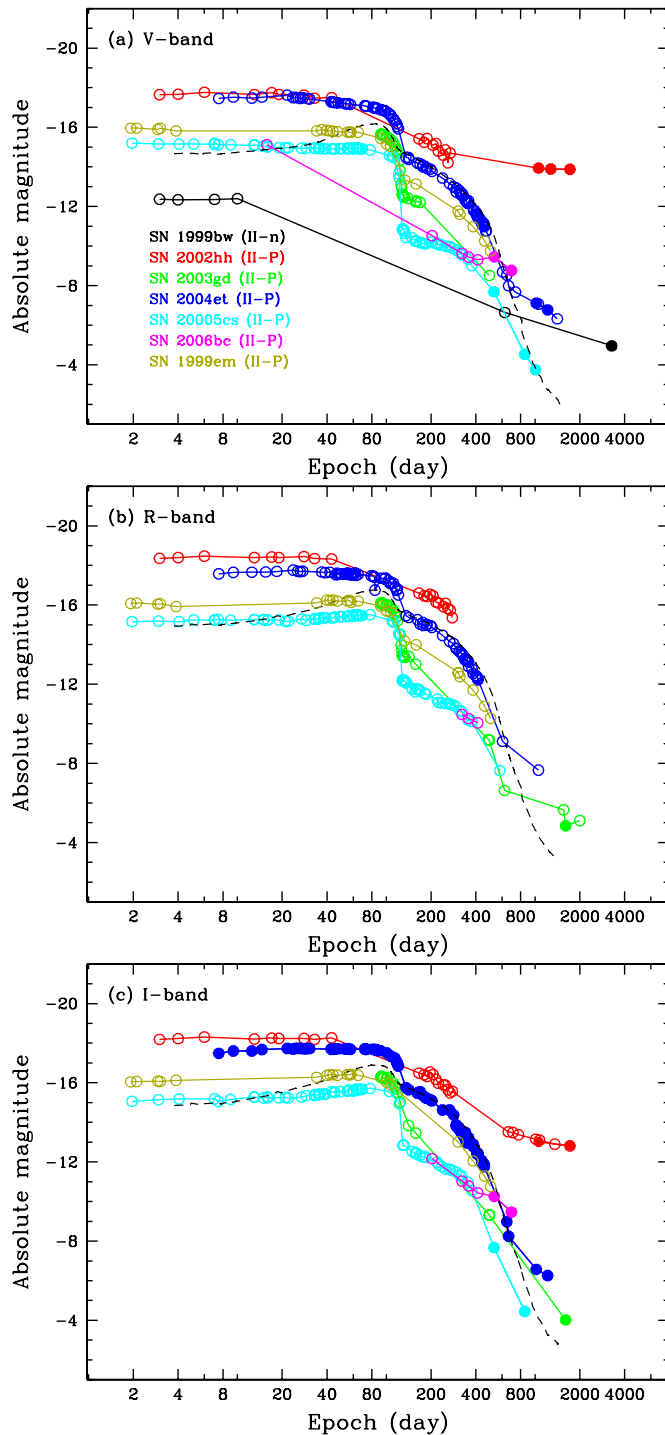 (a) V-band
-20
-16
-12
-8
-4
Absolute magnitude
SN 1999bw (II-n)
SN 2002hh (II-P)
SN 2003gd (II-P)
SN 2004et (II-P)
SN 20005cs (II-P)
SN 2006bc (II-P)
SN 1999em (II-P)
2 4 8 20 40 80 200 400 800 2000 4000
Epoch (day)
(b) R-band
-20
-16
-12
-8
-4
Absolute magnitude
2 4 8 20 40 80 200 400 800 2000 4000
Epoch (day)
(c) I-band
-20
-16
-12
-8
-4
Absolute magnitude
2 4 8 20 40 80 200 400 800 2000 4000
Epoch (day)